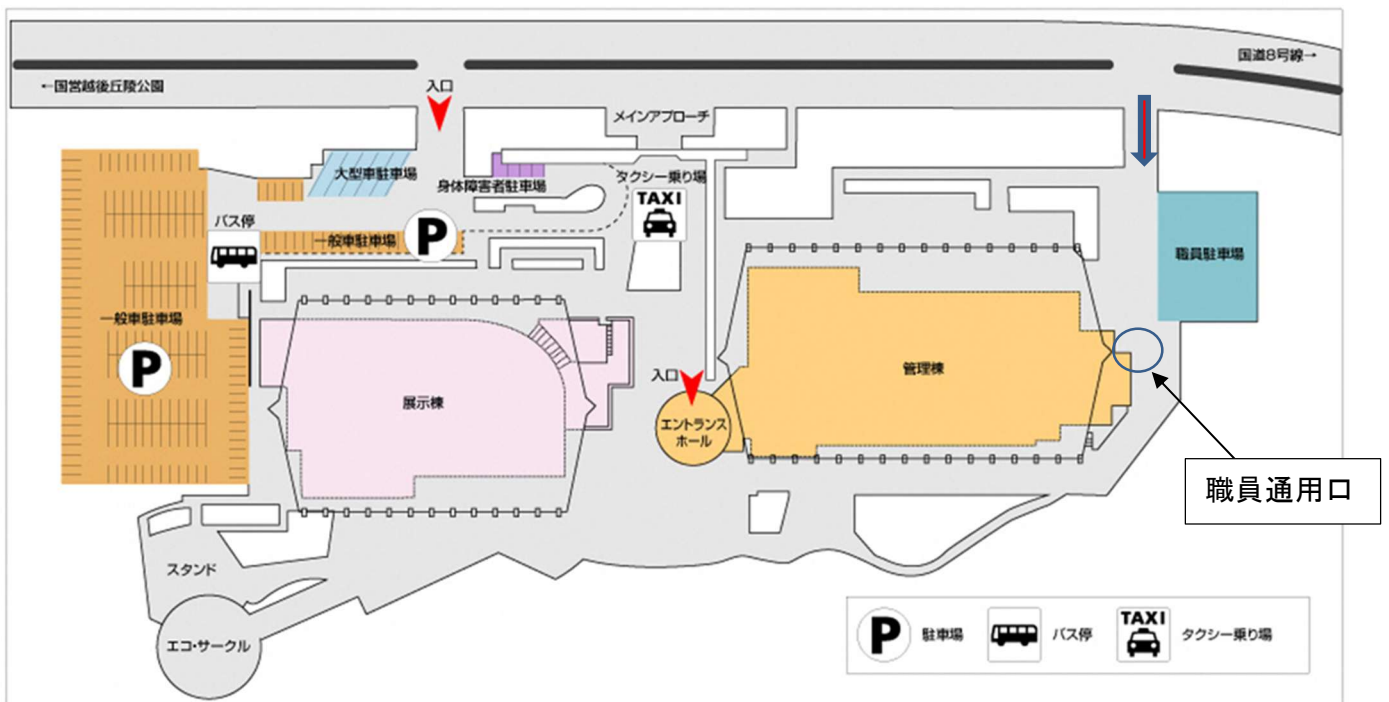 国道8号線→
←国営越後丘陵公園
入口
メインアプローチ
大型車駐車場
身体障害者駐車場
タクシー乗り場
TAXI
バス停
一般車駐車場
P
職員駐車場
一般車駐車場
P
入口
管理棟
展示棟
エントランス
ホール
職員通用口
スタンド
エコ・サークル
P
駐車場
バス停
TAXI
タクシー乗り場